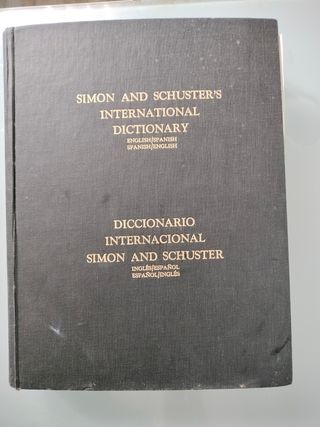 SIMON AND SCHUSTER'S
INTERNATIONAL
DICTIONARY
ENGLISH/SPANISH
SPANISH/ENGLISH
DICCIONARIO
INTERNACIONAL
SIMON AND SCHUSTER
INGLÉS/ESPAÑOL
ESPAÑOL/INGLÉS